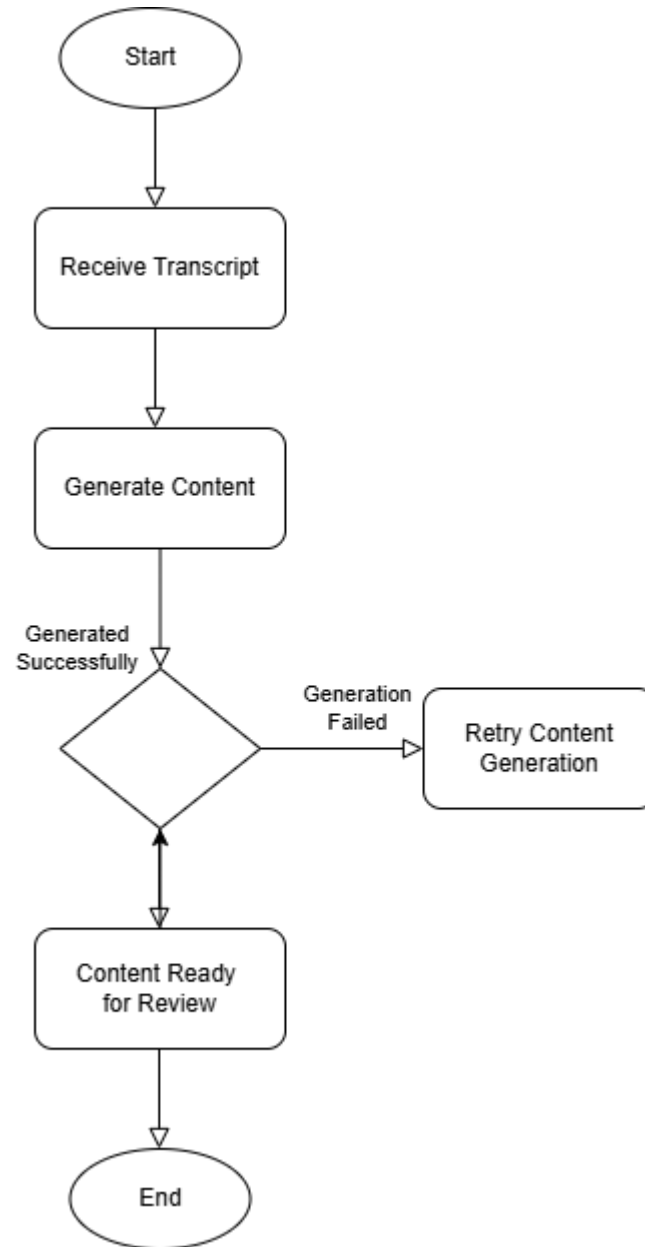 Start
Receive Transcript
Generate Content
Generated
Successfully
Generation
Failed
Retry Content
Generation
Content Ready
for Review
End